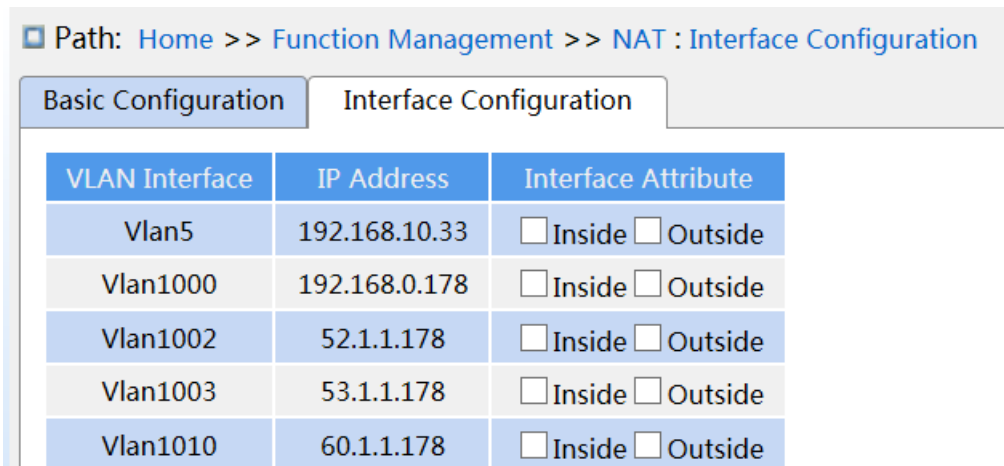 Path: Home >> Function Management >> NAT : Interface Configuration
Basic Configuration Interface Configuration
VLAN Interface IP Address Interface Attribute
Vlan5 192.168.10.33 Inside Outside
Vlan1000 192.168.0.178 Inside Outside
Vlan1002 52.1.1.178 Inside Outside
Vlan1003 53.1.1.178 Inside Outside
Vlan1010 60.1.1.178 Inside Outside